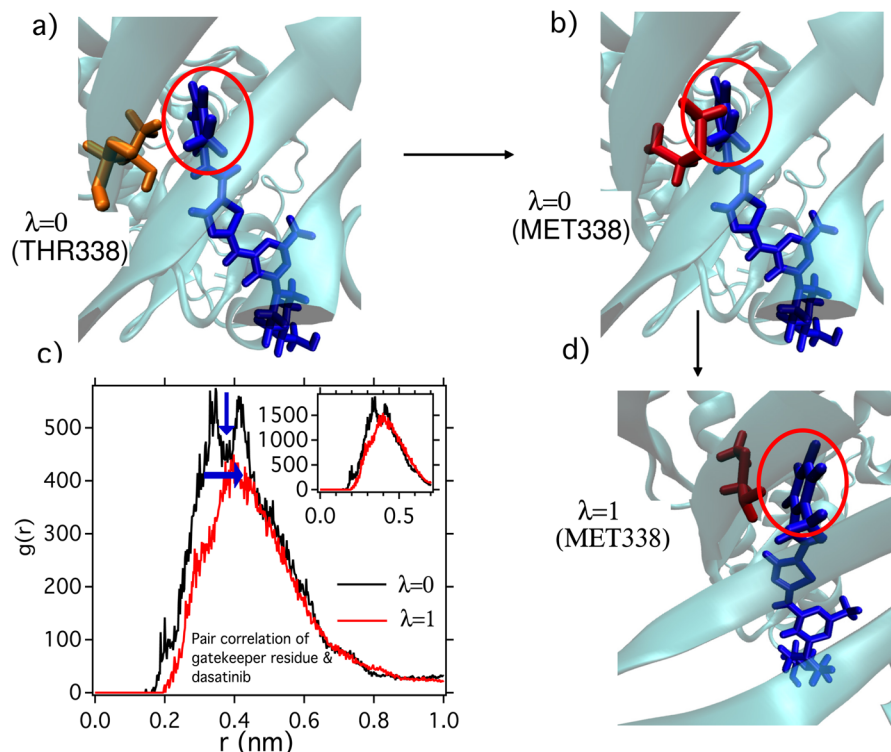 a)
λ=0
(THR338)
b)
λ=0
(MET338)
c)
500
400
300
200
100
0
g(r)
1500
1000
500
0
0.0
0.5
λ=0
λ=1
Pair correlation of
gatekeeper residue &
dasatinib
0.0
0.2
0.4
0.6
0.8
1.0
r (nm)
d)
λ=1
(MET338)